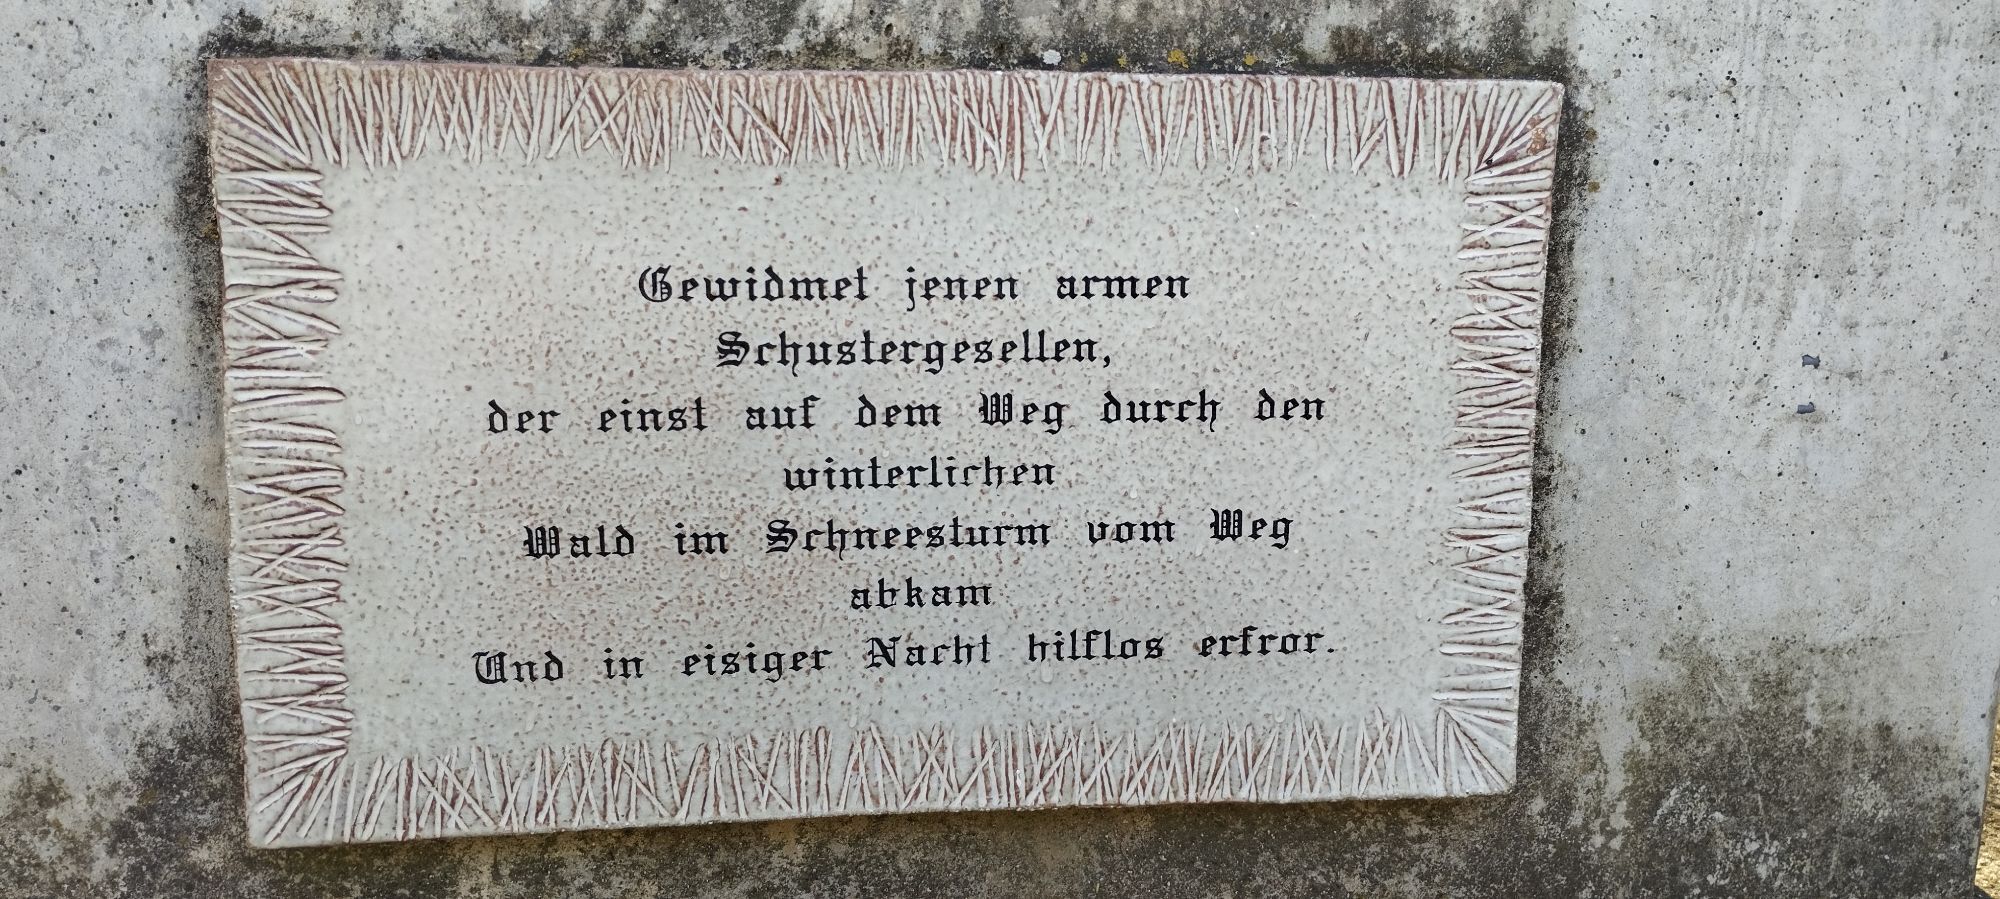 Gewidmet jenen armen
Schustergesellen,
der einst auf dem Weg durch den
winterlichen
Wald im Schneesturm vom Weg
abkam
Und in eisiger Nacht hilflos erfror.